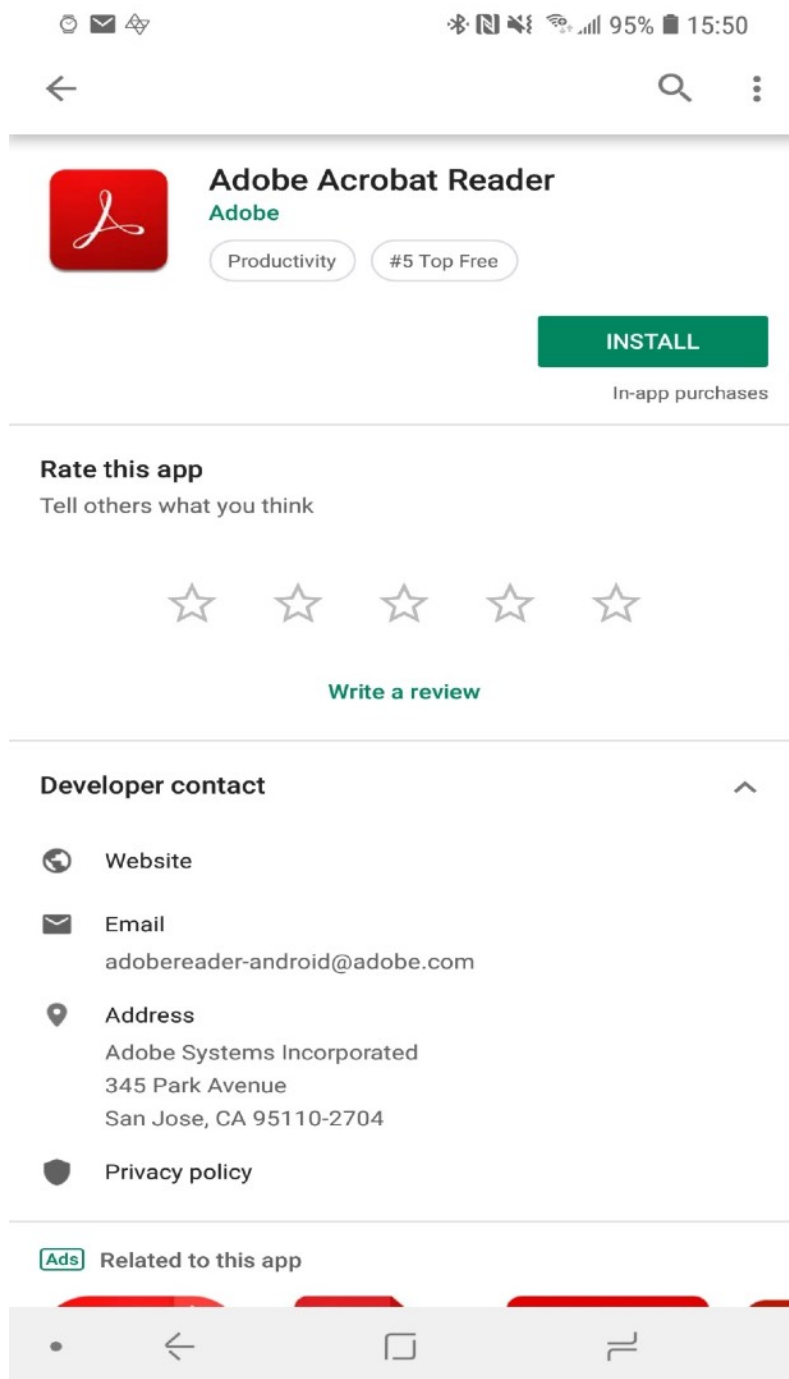 95% 15:50
Adobe Acrobat Reader
Adobe
Productivity #5 Top Free
INSTALL
In-app purchases
Rate this app
Tell others what you think
Write a review
Developer contact
Website
Email
adobereader-android@adobe.com
Address
Adobe Systems Incorporated
345 Park Avenue
San Jose, CA 95110-2704
Privacy policy
Ads Related to this app